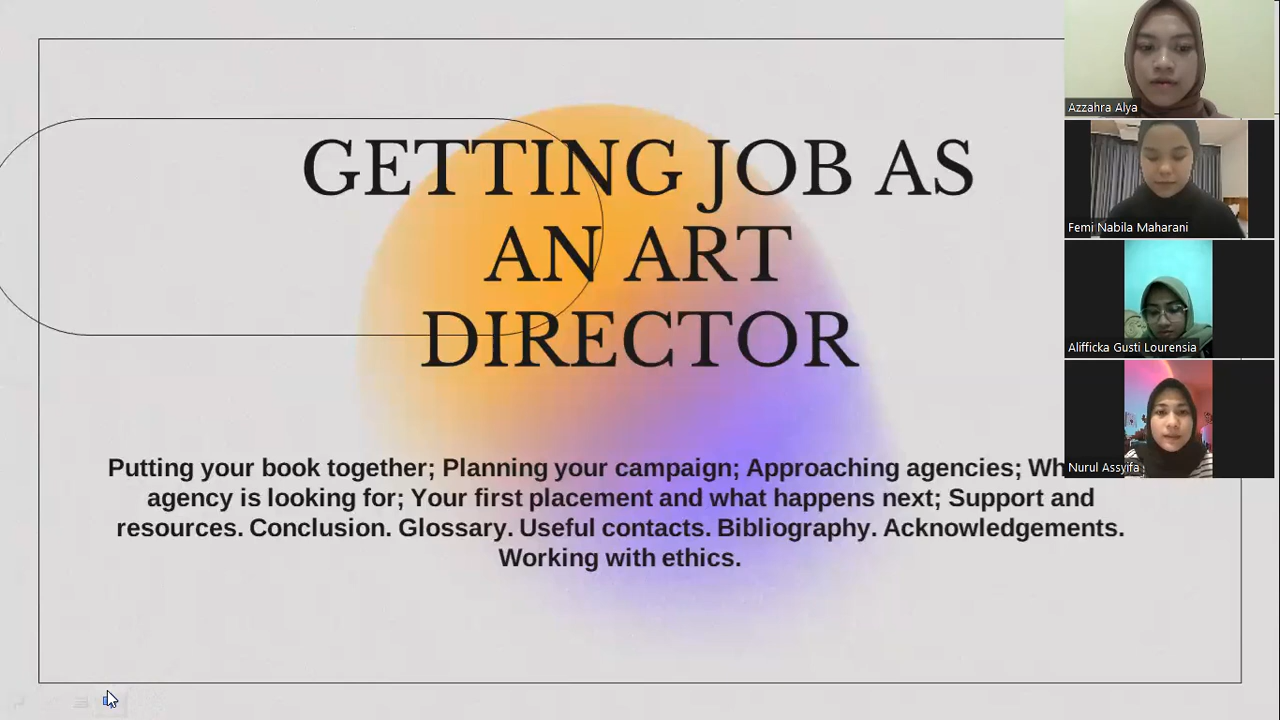 GETTING JOB AS
AN ART
DIRECTOR
Putting your book together; Planning your campaign; Approaching agencies;
agency is looking for; Your first placement and what happens next; Support and
resources. Conclusion. Glossary. Useful contacts. Bibliography. Acknowledgements.
Working with ethics.
Azzahra Alya
Femi Nabila Maharani
Alifficka Gusti Lourensia
Nurul Assyifa